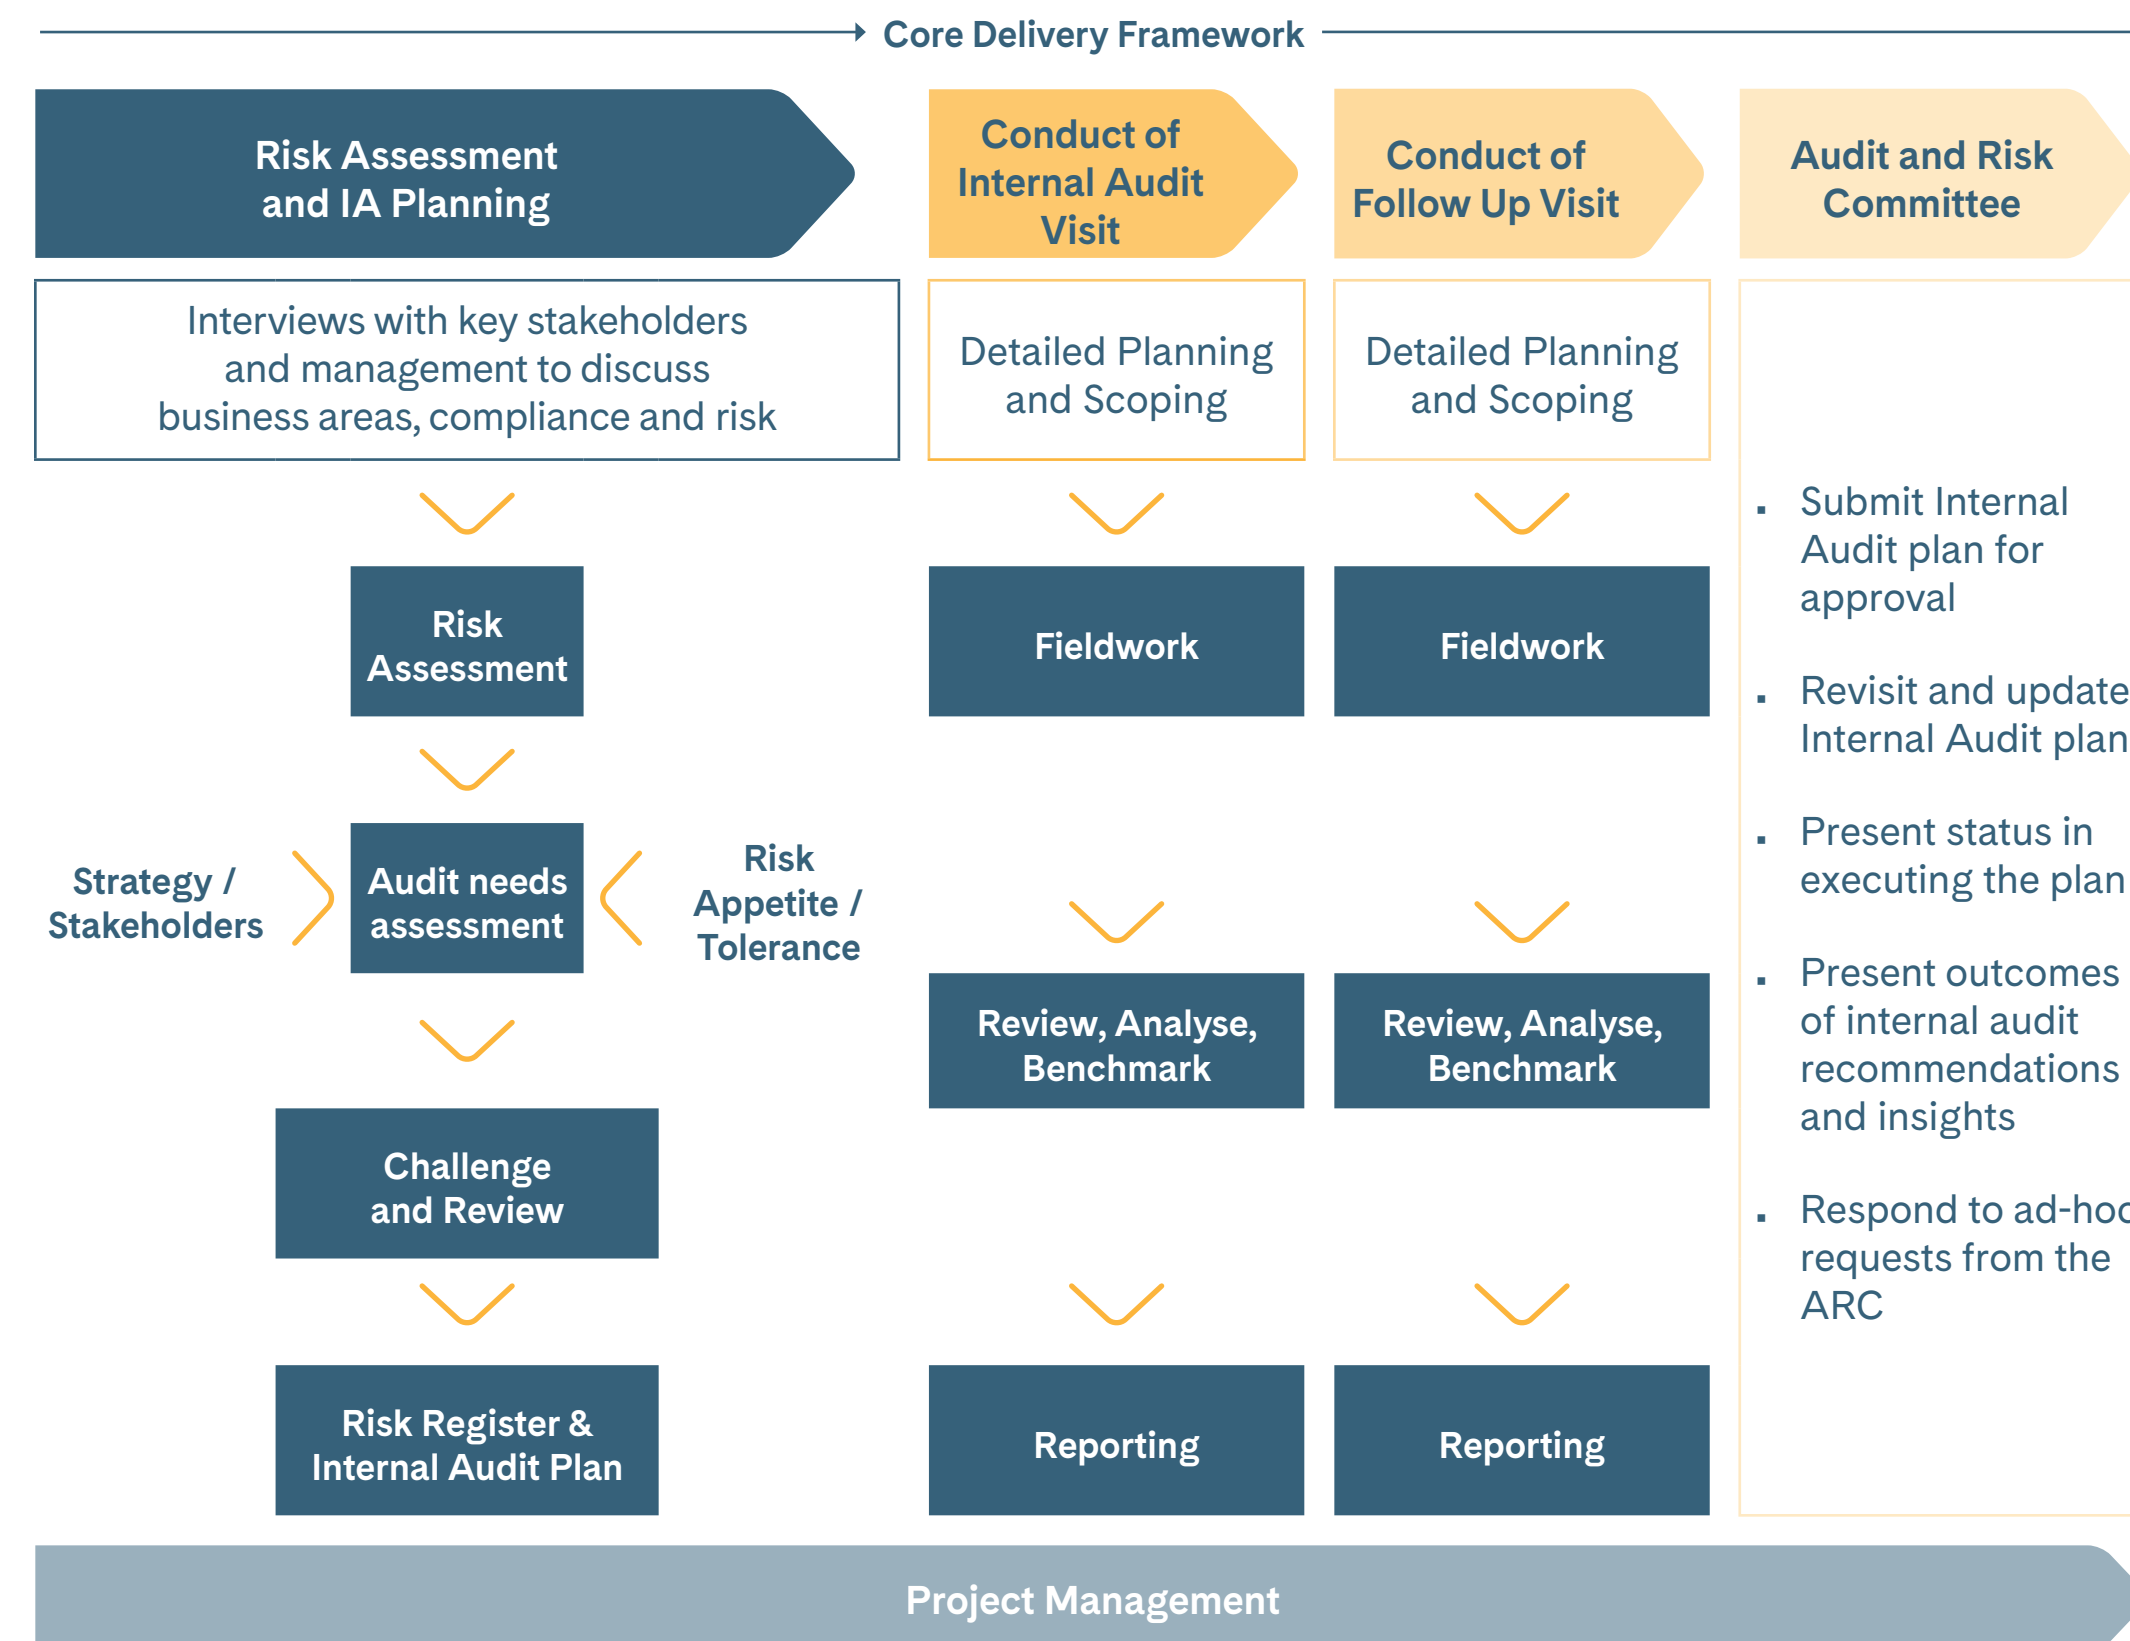 Core Delivery Framework
Risk Assessment
and IA Planning
Interviews with key stakeholders
and management to discuss
business areas, compliance and risk
Risk
Assessment
Strategy /
Stakeholders
Audit needs
assessment
Risk
Appetite /
Tolerance
Challenge
and Review
Risk Register &
Internal Audit Plan
Conduct of
Internal Audit
Visit
Detailed Planning
and Scoping
Fieldwork
Review, Analyse,
Benchmark
Reporting
Conduct of
Follow Up Visit
Detailed Planning
and Scoping
Fieldwork
Review, Analyse,
Benchmark
Reporting
Audit and Risk
Committee
▪ Submit Internal
Audit plan for
approval
▪ Revisit and update
Internal Audit plan
▪ Present status in
executing the plan
▪ Present outcomes
of internal audit
recommendations
and insights
▪ Respond to ad-hoc
requests from the
ARC
Project Management